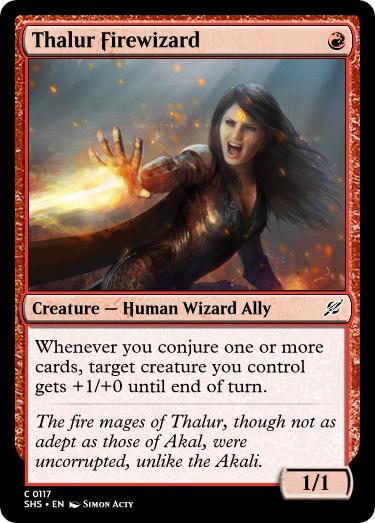 Thalur Firewizard
Creature — Human Wizard Ally
Whenever you conjure one or more
cards, target creature you control
gets +1/+0 until end of turn.
The fire mages of Thalur, though not as
adept as those of Akal, were
uncorrupted, unlike the Akali.
1/1
C 0117
SHS • EN Simon Acty